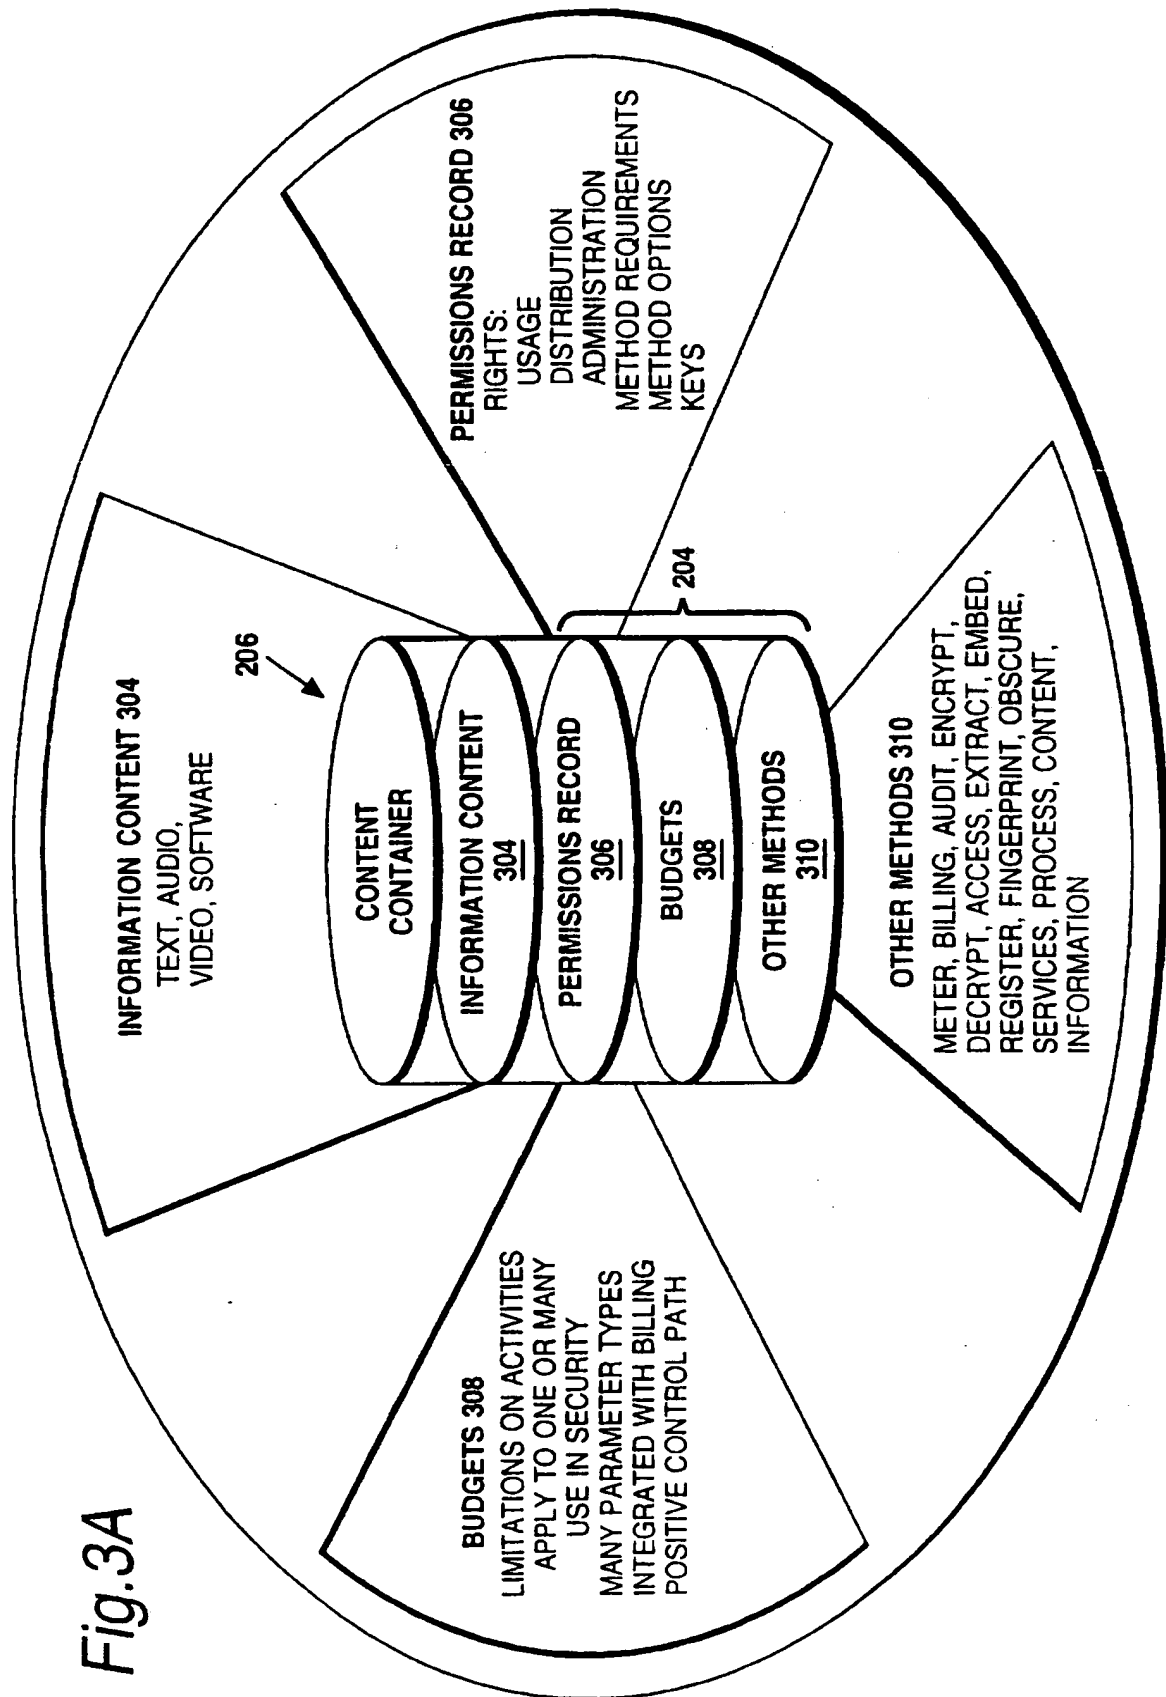 Fig.3A
INFORMATION CONTENT 304
TEXT, AUDIO,
VIDEO, SOFTWARE
206
BUDGETS 308
LIMITATIONS ON ACTIVITIES
APPLY TO ONE OR MANY
USE IN SECURITY
MANY PARAMETER TYPES
INTEGRATED WITH BILLING
POSITIVE CONTROL PATH
CONTENT
CONTAINER
INFORMATION CONTENT
304
PERMISSIONS RECORD
306
BUDGETS
308
OTHER METHODS
310
204
PERMISSIONS RECORD 306
RIGHTS:
USAGE
DISTRIBUTION
ADMINISTRATION
METHOD REQUIREMENTS
METHOD OPTIONS
KEYS
OTHER METHODS 310
METER, BILLING, AUDIT, ENCRYPT,
DECRYPT, ACCESS, EXTRACT, EMBED,
REGISTER, FINGERPRINT, OBSCURE,
SERVICES, PROCESS, CONTENT,
INFORMATION